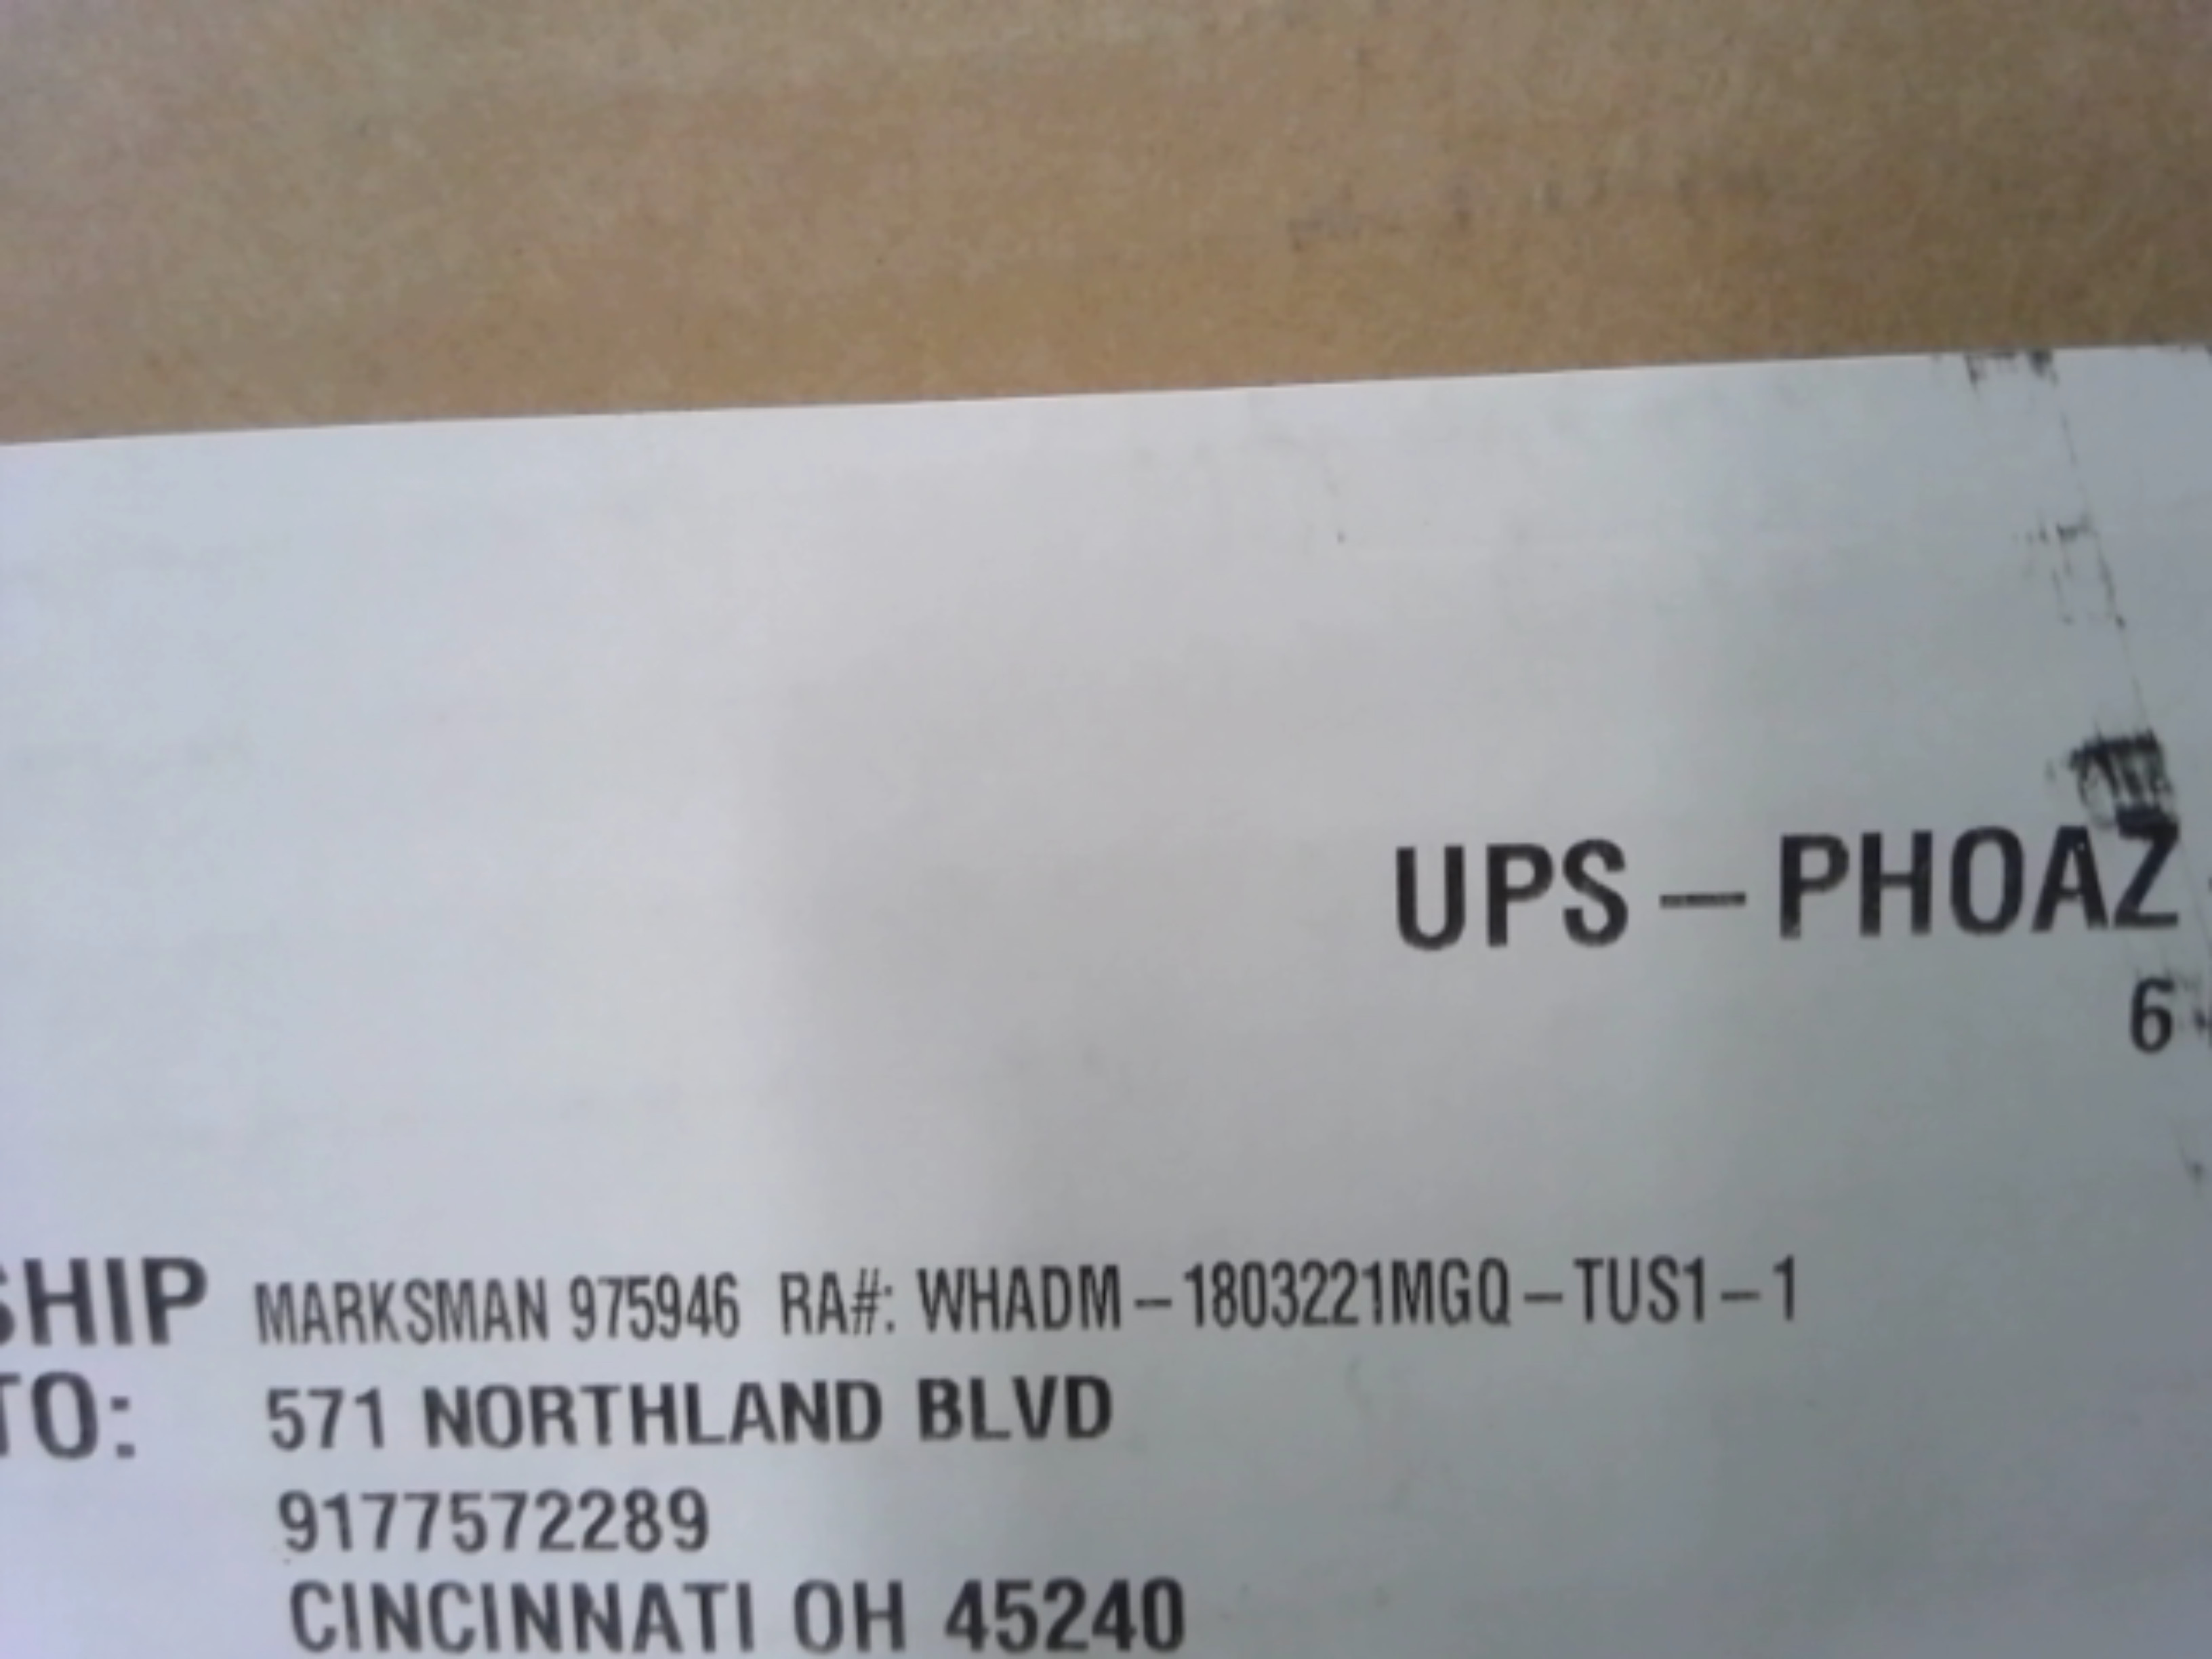 UPS – PHOAZ
6
SHIP MARKSMAN 975946 RA#: WHADM – 1803221MGQ – TUS1 – 1
TO: 571 NORTHLAND BLVD
9177572289
CINCINNATI OH 45240